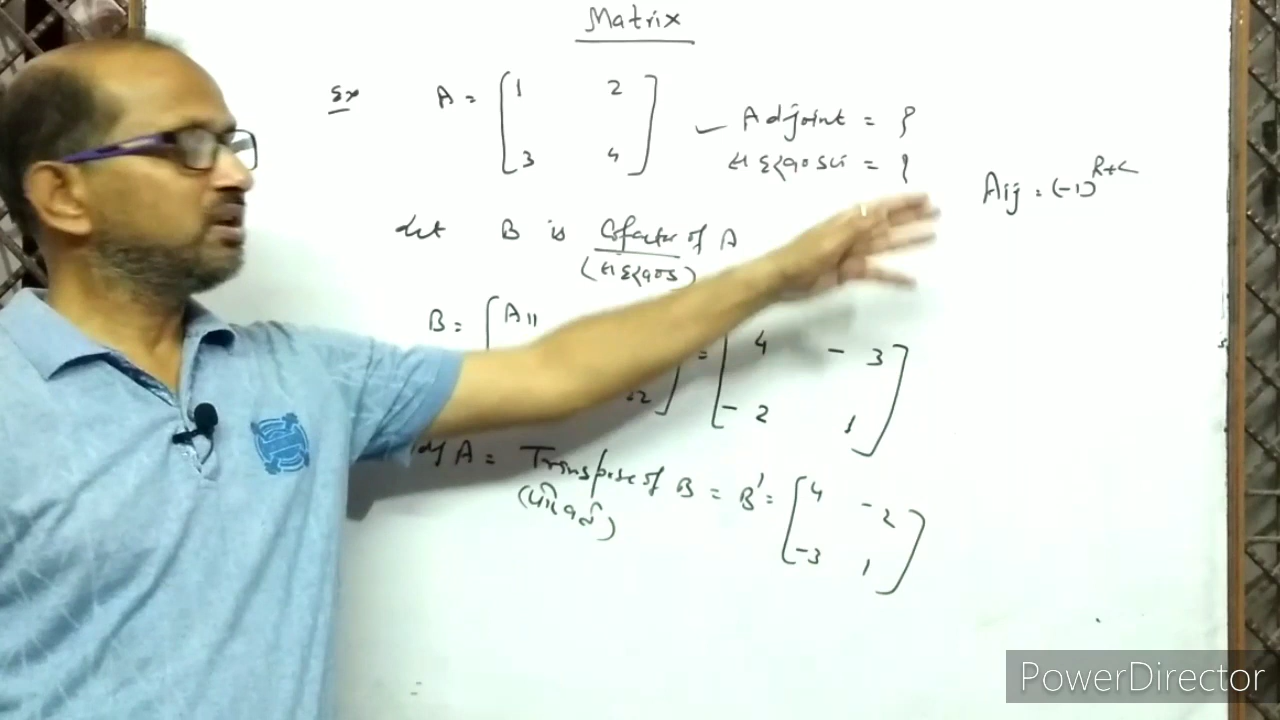 Matrix
Ex A = [ 1 2
3 4 ]
Adjoint = ?
સહઅવયવજ = ?
Aij = (-1)^R+C
Let B is Cofactor of A
B = [ A11
= [ 4 - 3
- 2 1 ]
A = Transpose of B = B' = [ 4 - 2
-3 1 ]
PowerDirector